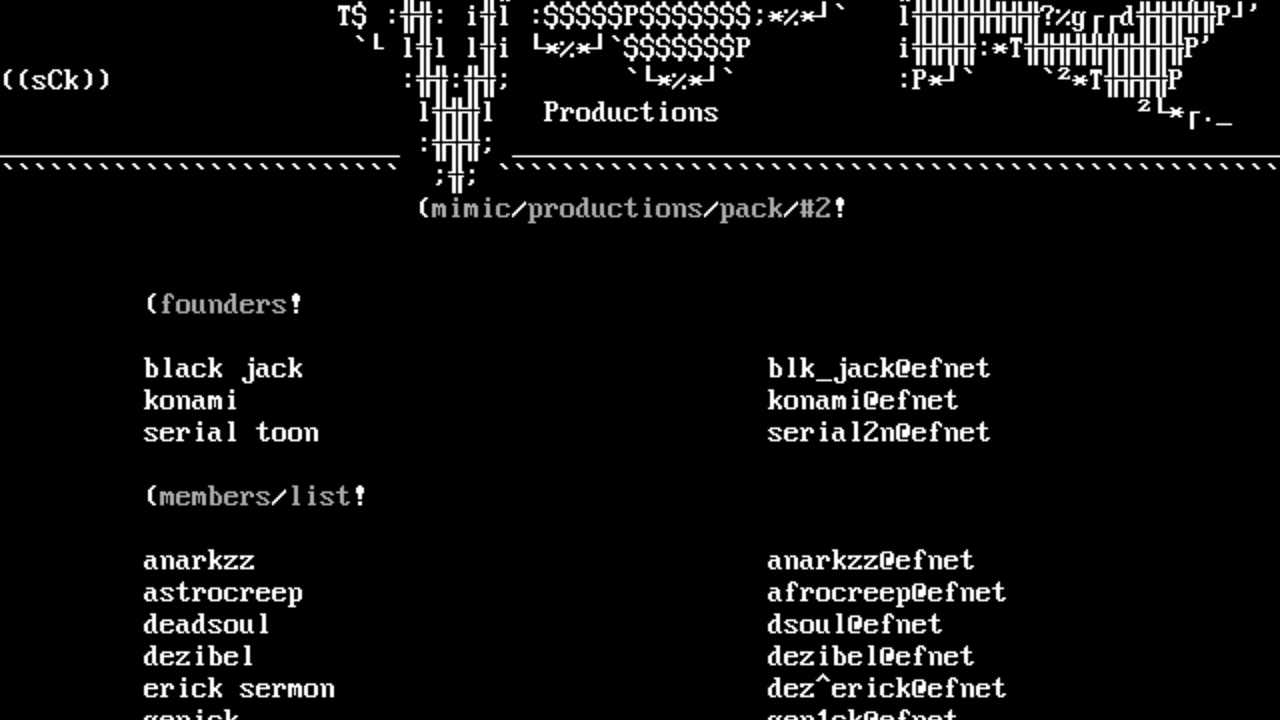 ((sCk))
Productions
(mimic/productions/pack/#2!
(founders!
black jack blk_jack@efnet
konami konami@efnet
serial toon serial2n@efnet
(members/list!
anarkzz anarkzz@efnet
astrocreep afrocreep@efnet
deadsoul dsoul@efnet
dezibel dezibel@efnet
erick sermon dez^erick@efnet